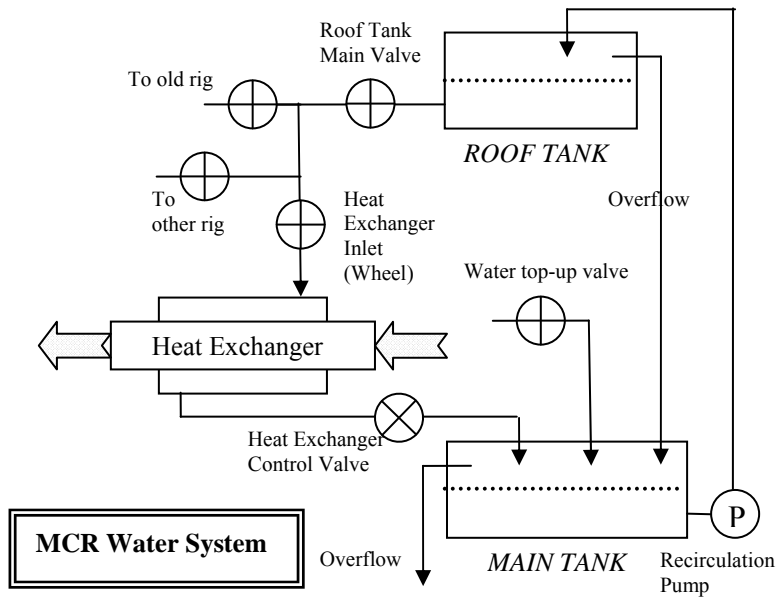 Roof Tank
Main Valve
To old rig
ROOF TANK
To
other rig
Heat
Exchanger
Inlet
(Wheel)
Overflow
Water top-up valve
Heat Exchanger
Heat Exchanger
Control Valve
MCR Water System
Overflow
MAIN TANK
P
Recirculation
Pump